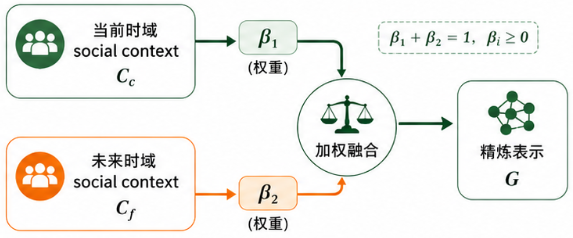 当前时域
social context
C_c
β₁
(权重)
β₁ + β₂ = 1, βᵢ ≥ 0
加权融合
精炼表示
G
未来时域
social context
C_f
β₂
(权重)